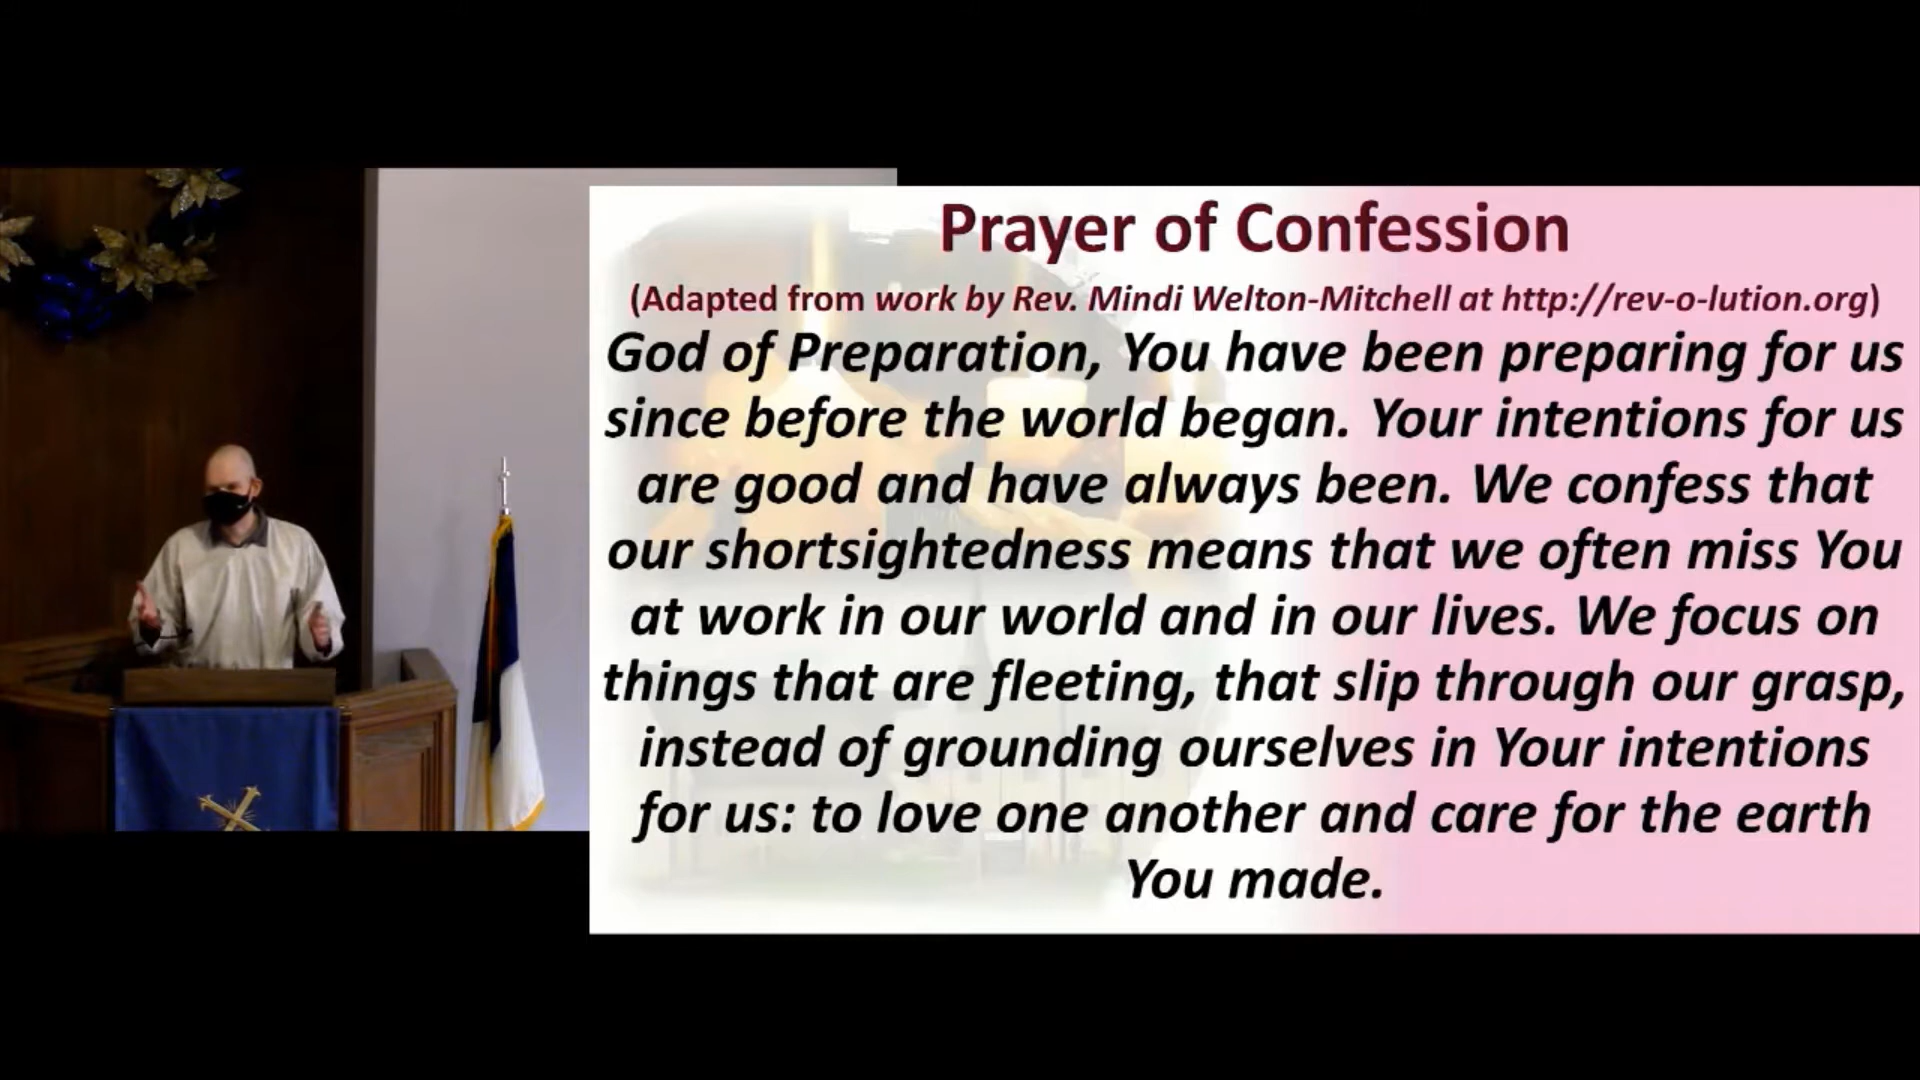 Prayer of Confession
(Adapted from work by Rev. Mindi Welton-Mitchell at http://rev-o-lution.org)
God of Preparation, You have been preparing for us
since before the world began. Your intentions for us
are good and have always been. We confess that
our shortsightedness means that we often miss You
at work in our world and in our lives. We focus on
things that are fleeting, that slip through our grasp,
instead of grounding ourselves in Your intentions
for us: to love one another and care for the earth
You made.